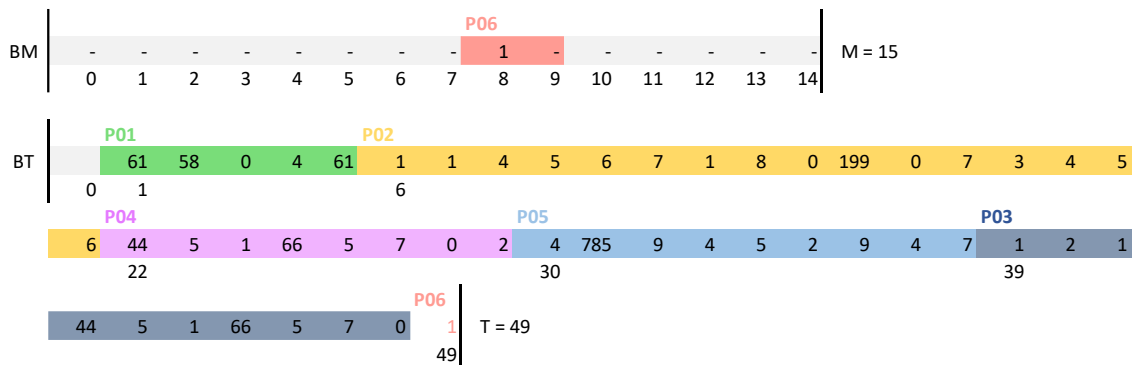 P06
BM - - - - - - - - 1 - - - - - - M = 15
0 1 2 3 4 5 6 7 8 9 10 11 12 13 14
P01 P02
BT 61 58 0 4 61 1 1 4 5 6 7 1 8 0 199 0 7 3 4 5
0 1 6
P04 P05 P03
6 44 5 1 66 5 7 0 2 4 785 9 4 5 2 9 4 7 1 2 1
22 30 39
P06
44 5 1 66 5 7 0 1 T = 49
49